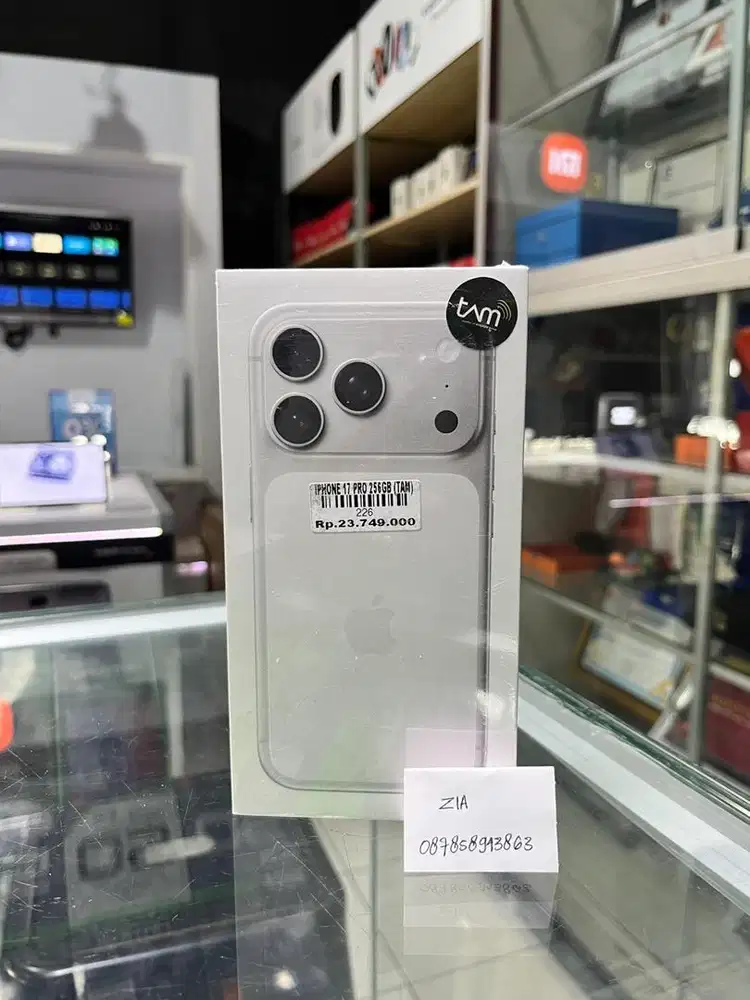 tam
IPHONE 17 PRO 256GB (TAM)
226
Rp.23.749.000
ZIA
087858913863